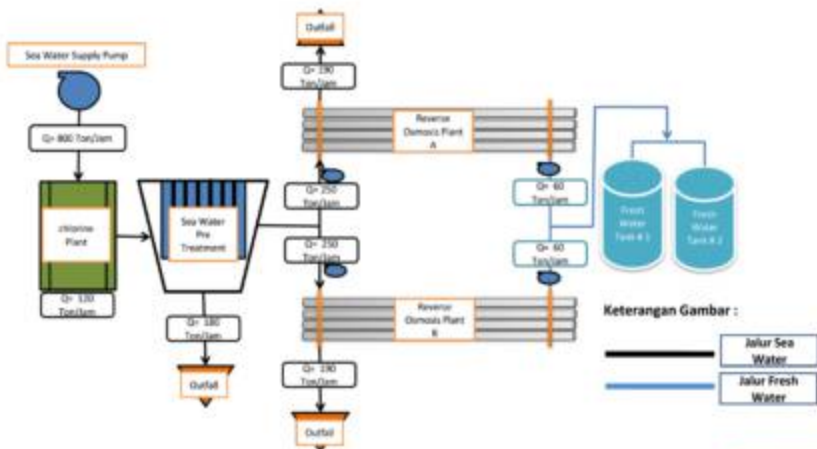 Outfall
Sea Water Supply Pump
Q= 190
Ton/Jam
Q= 800 Ton/Jam
Reverse
Osmosis Plant
A
chlorine
Plant
Sea Water
Pre
Treatment
Q= 250
Ton/Jam
Q= 60
Ton/Jam
Fresh
Water
Tank # 1
Fresh
Water
Tank # 2
Q= 250
Ton/Jam
Q= 60
Ton/Jam
Q= 120
Ton/Jam
Q= 180
Ton/Jam
Reverse
Osmosis Plant
B
Keterangan Gambar :
Jalur Sea
Water
Jalur Fresh
Water
Outfall
Q= 190
Ton/Jam
Outfall